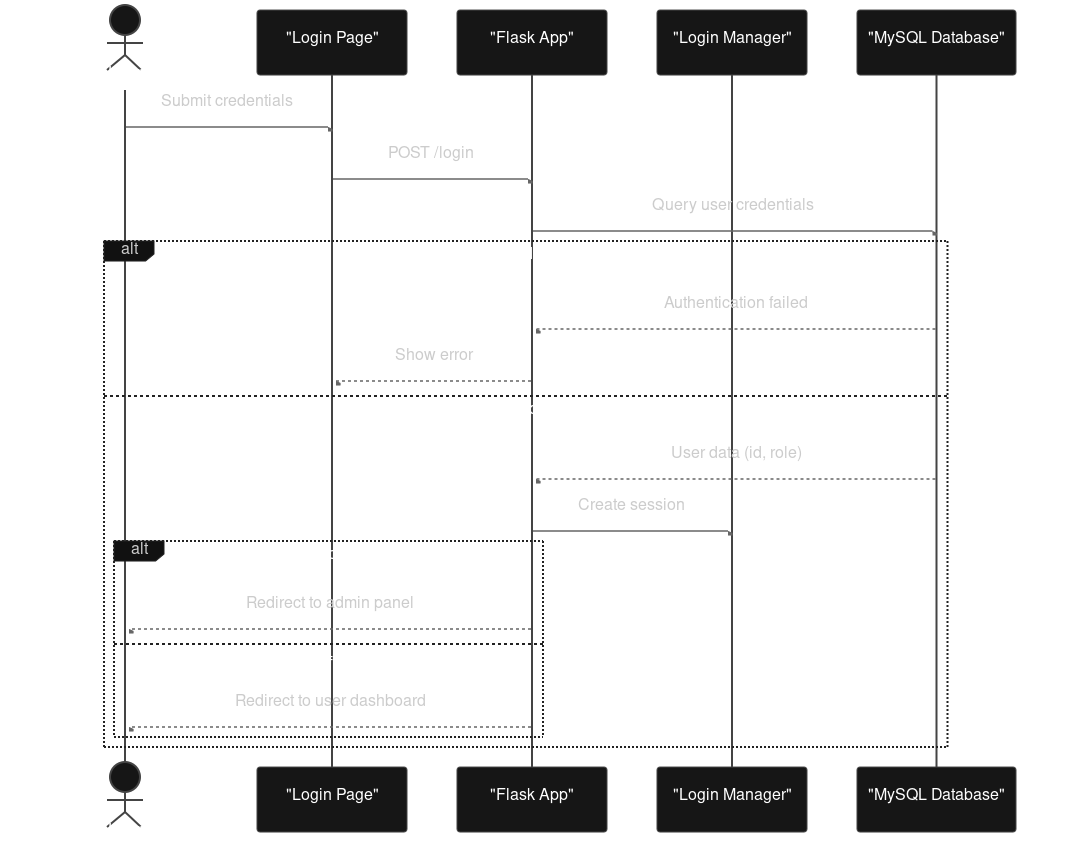 "Login Page"
"Flask App"
"Login Manager"
"MySQL Database"
Submit credentials
POST /login
Query user credentials
alt
Authentication failed
Show error
User data (id, role)
Create session
alt
Redirect to admin panel
Redirect to user dashboard
"Login Page"
"Flask App"
"Login Manager"
"MySQL Database"